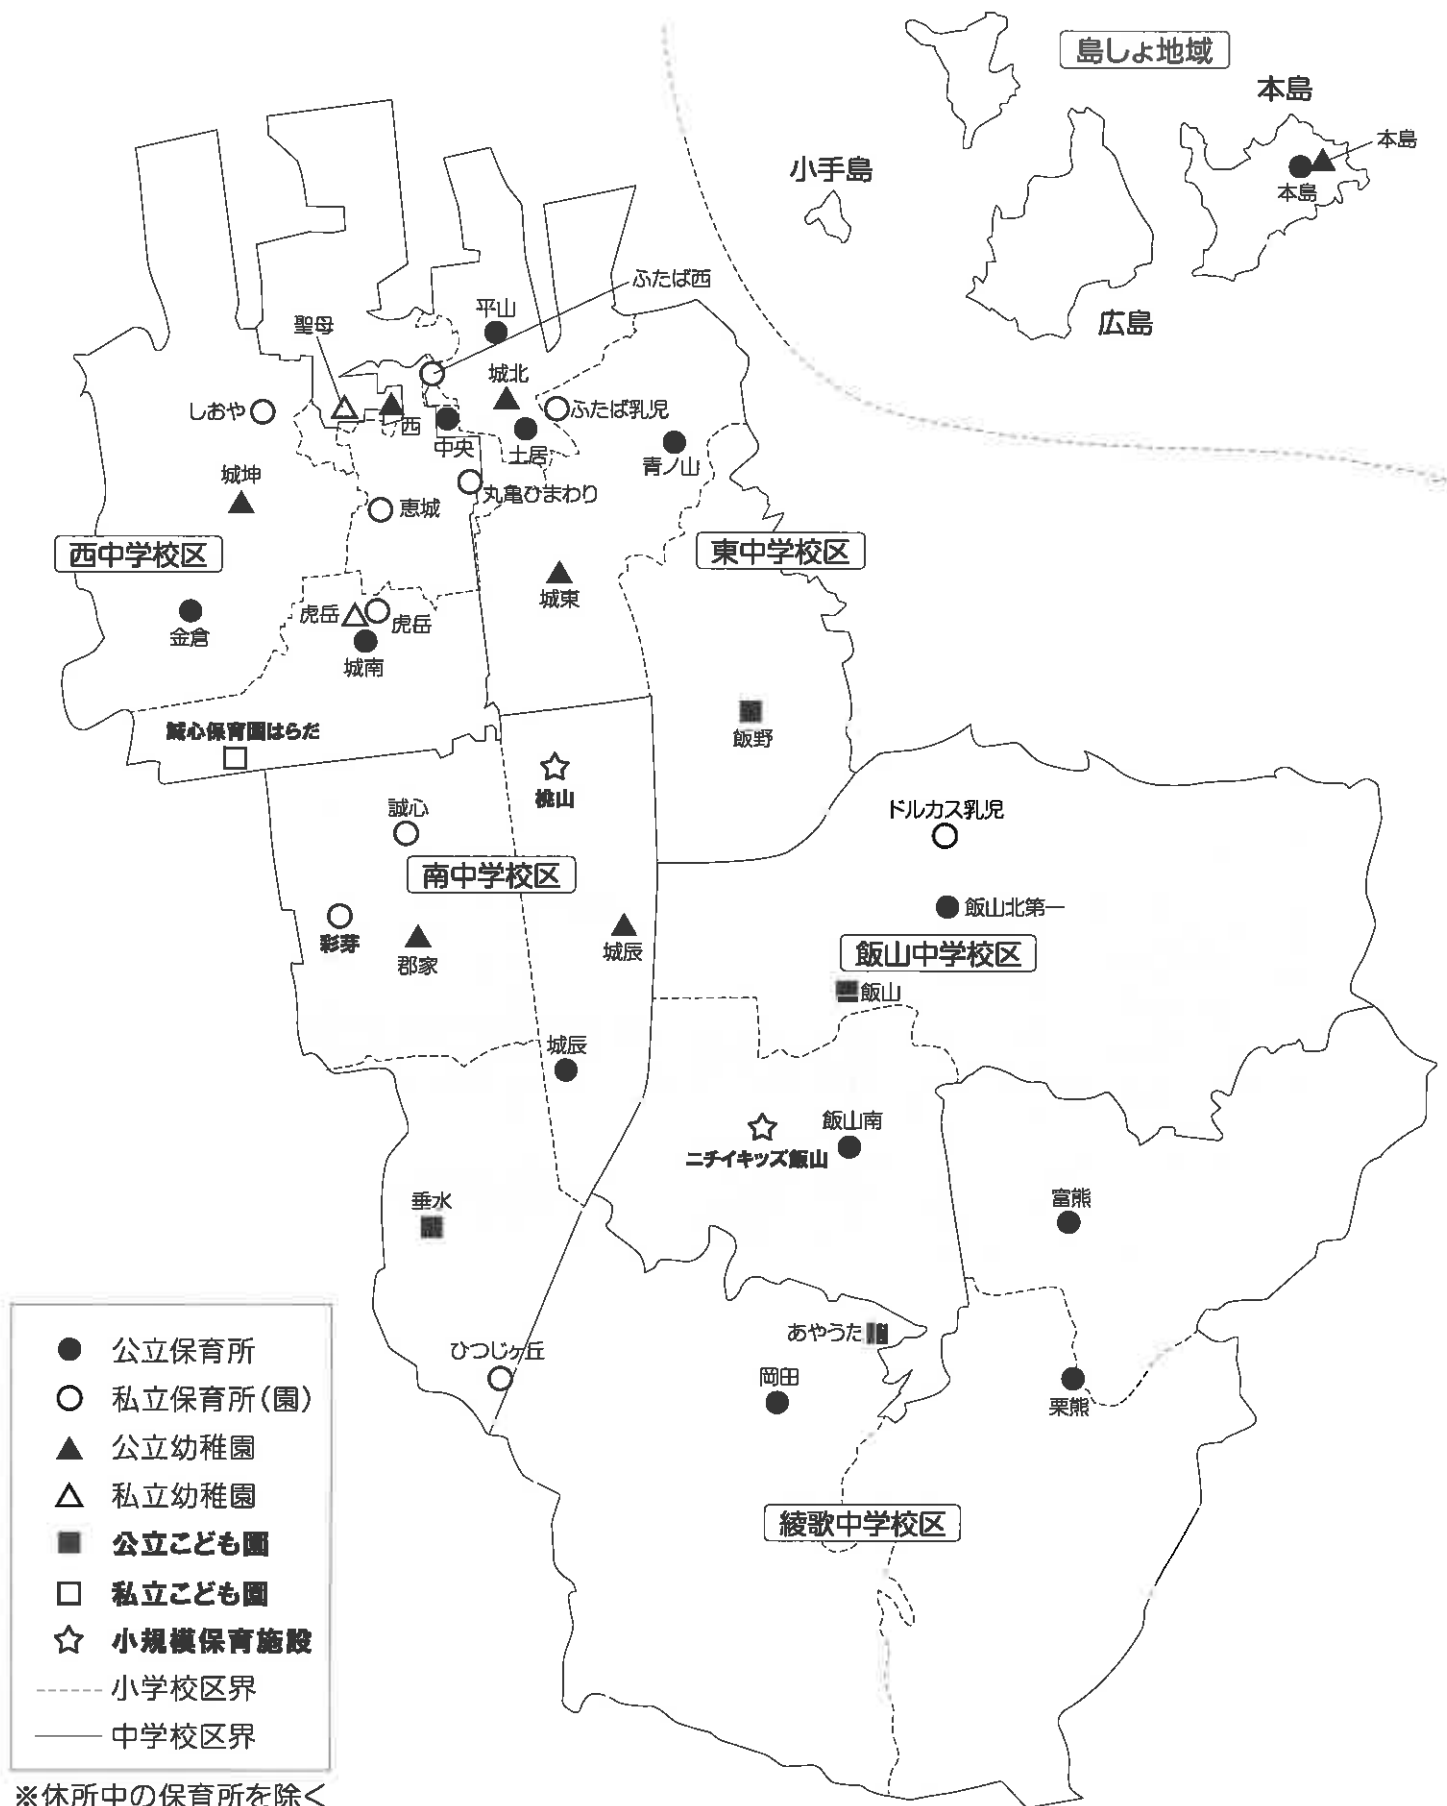 島しょ地域
本島
本島
本島
小手島
広島
ふたば西
平山
聖母
城北
しおや
西
中央
土居
ふたば乳児
青ノ山
城坤
丸亀ひまわり
恵城
西中学校区
東中学校区
城東
金倉
虎岳
虎岳
城南
誠心保育園はらだ
飯野
桃山
誠心
ドルカス乳児
南中学校区
彩芽
郡家
城辰
飯山北第一
飯山中学校区
飯山
城辰
飯山南
ニチイキッズ飯山
垂水
富熊
あやうた
ひつじヶ丘
岡田
栗熊
綾歌中学校区
公立保育所
私立保育所(園)
公立幼稚園
私立幼稚園
公立こども園
私立こども園
小規模保育施設
小学校区界
中学校区界
※休所中の保育所を除く